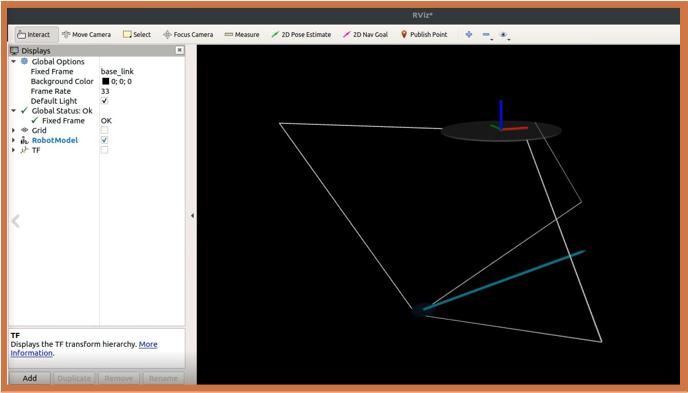 RViz*
Interact Move Camera Select Focus Camera Measure 2D Pose Estimate 2D Nav Goal Publish Point
Displays
Global Options
Fixed Frame base_link
Background Color 0; 0; 0
Frame Rate 33
Default Light
Global Status: Ok
Fixed Frame OK
Grid
RobotModel
TF
TF
Displays the TF transform hierarchy. More
Information.
Add Duplicate Remove Rename